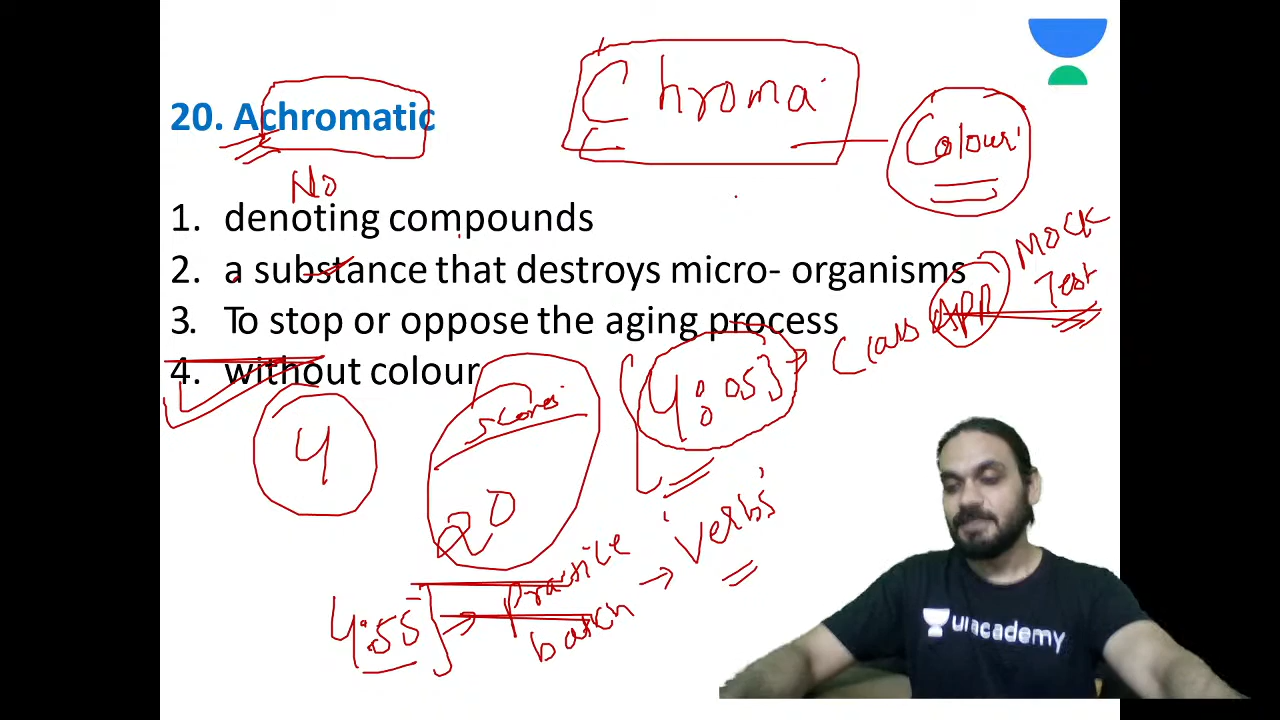 Chroma
20. Achromatic
Colour
No
1. denoting compounds
Mock
2. a substance that destroys micro- organisms
Test
3. To stop or oppose the aging process
Class APP
4. without colour
4:05
Scores
4
20
verbs
Practice
4:55
batch
unacademy